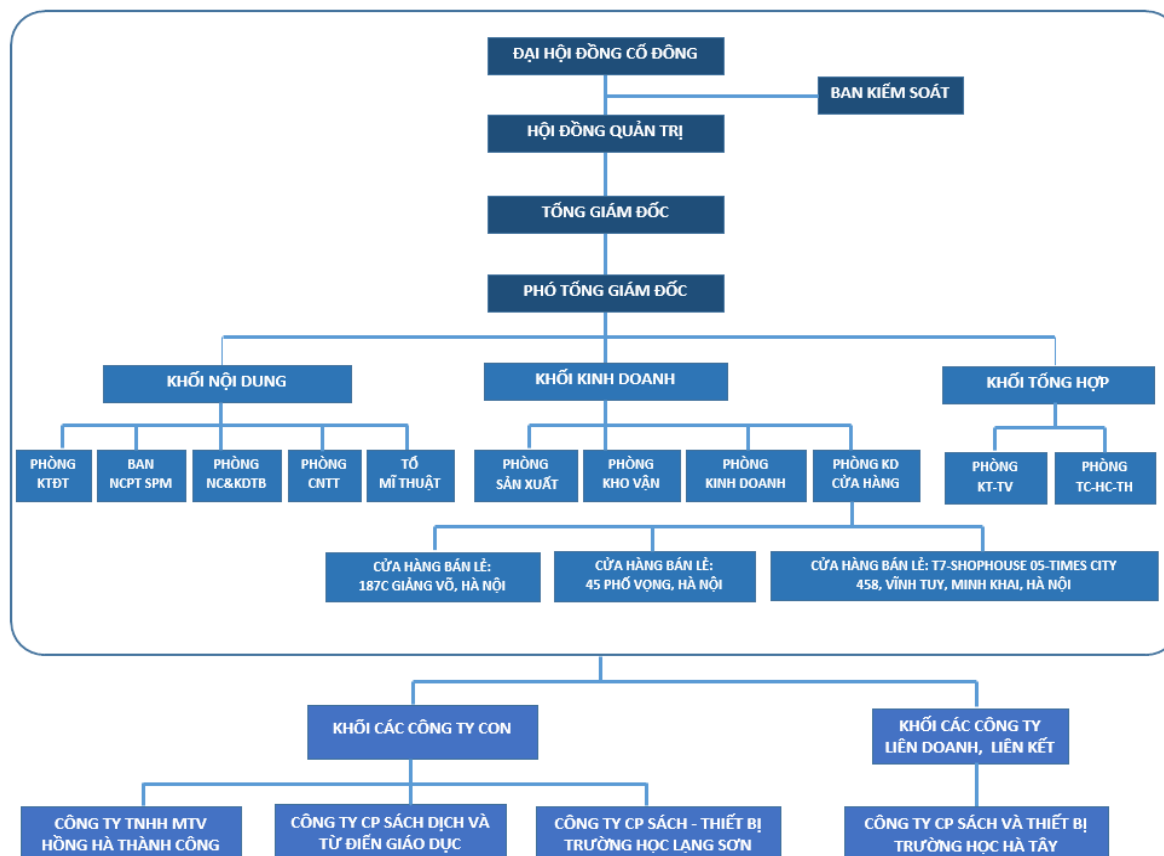 ĐẠI HỘI ĐỒNG CỔ ĐÔNG
BAN KIỂM SOÁT
HỘI ĐỒNG QUẢN TRỊ
TỔNG GIÁM ĐỐC
PHÓ TỔNG GIÁM ĐỐC
KHỐI NỘI DUNG
KHỐI KINH DOANH
KHỐI TỔNG HỢP
PHÒNG
KTĐT
BAN
NCPT SPM
PHÒNG
NC&KDTB
PHÒNG
CNTT
TỔ
MĨ THUẬT
PHÒNG
SẢN XUẤT
PHÒNG
KHO VẬN
PHÒNG
KINH DOANH
PHÒNG KD
CỬA HÀNG
PHÒNG
KT-TV
PHÒNG
TC-HC-TH
CỬA HÀNG BÁN LẺ:
187C GIẢNG VÕ, HÀ NỘI
CỬA HÀNG BÁN LẺ:
45 PHỐ VỌNG, HÀ NỘI
CỬA HÀNG BÁN LẺ: T7-SHOPHOUSE 05-TIMES CITY
458, VĨNH TUY, MINH KHAI, HÀ NỘI
KHỐI CÁC CÔNG TY CON
KHỐI CÁC CÔNG TY
LIÊN DOANH, LIÊN KẾT
CÔNG TY TNHH MTV
HỒNG HÀ THÀNH CÔNG
CÔNG TY CP SÁCH DỊCH VÀ
TỪ ĐIỂN GIÁO DỤC
CÔNG TY CP SÁCH - THIẾT BỊ
TRƯỜNG HỌC LẠNG SƠN
CÔNG TY CP SÁCH VÀ THIẾT BỊ
TRƯỜNG HỌC HÀ TÂY